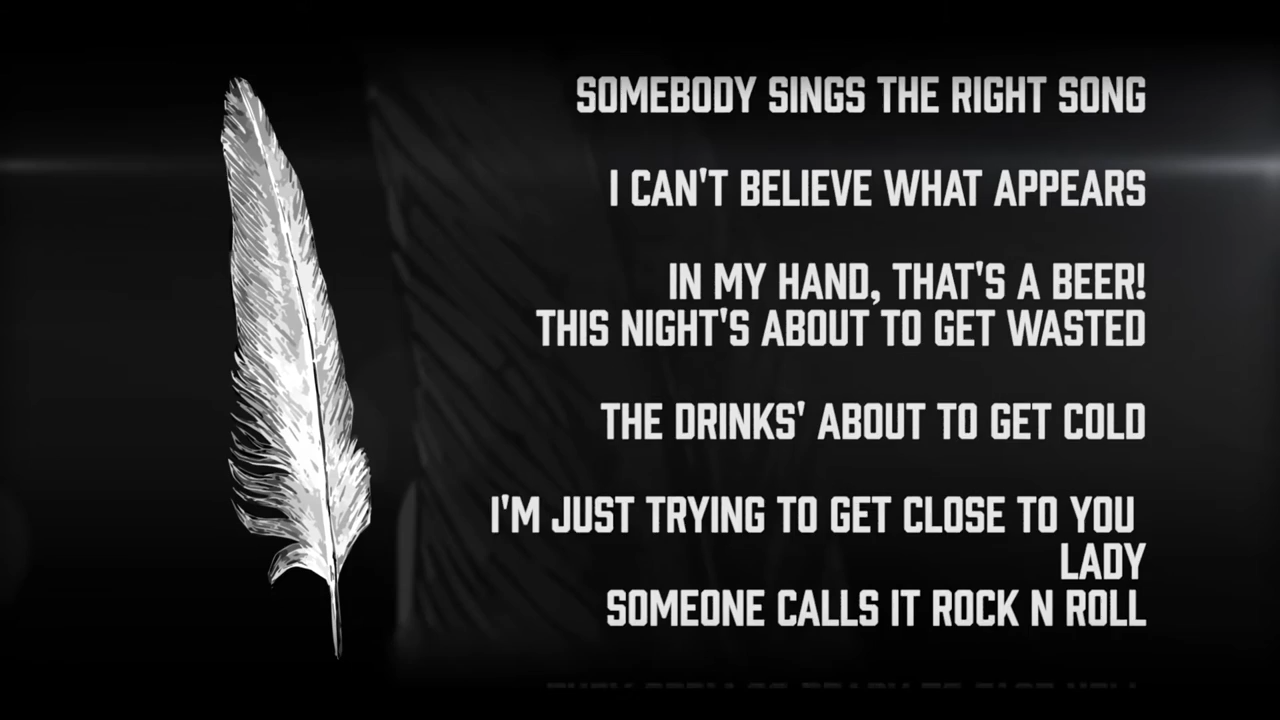 SOMEBODY SINGS THE RIGHT SONG
I CAN'T BELIEVE WHAT APPEARS
IN MY HAND, THAT'S A BEER!
THIS NIGHT'S ABOUT TO GET WASTED
THE DRINKS' ABOUT TO GET COLD
I'M JUST TRYING TO GET CLOSE TO YOU
LADY
SOMEONE CALLS IT ROCK N ROLL